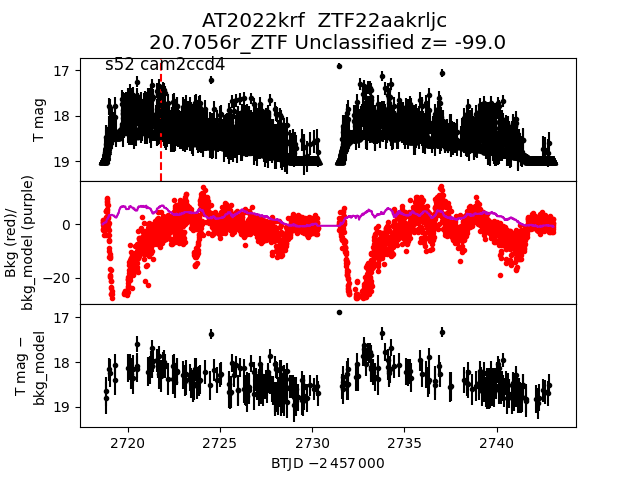 AT2022krf ZTF22aakrljc
20.7056r_ZTF Unclassified z= -99.0
s52 cam2ccd4
17
18
19
T mag
0
−20
Bkg (red)/
bkg_model (purple)
17
18
19
T mag −
bkg_model
2720 2725 2730 2735 2740
BTJD −2 457 000